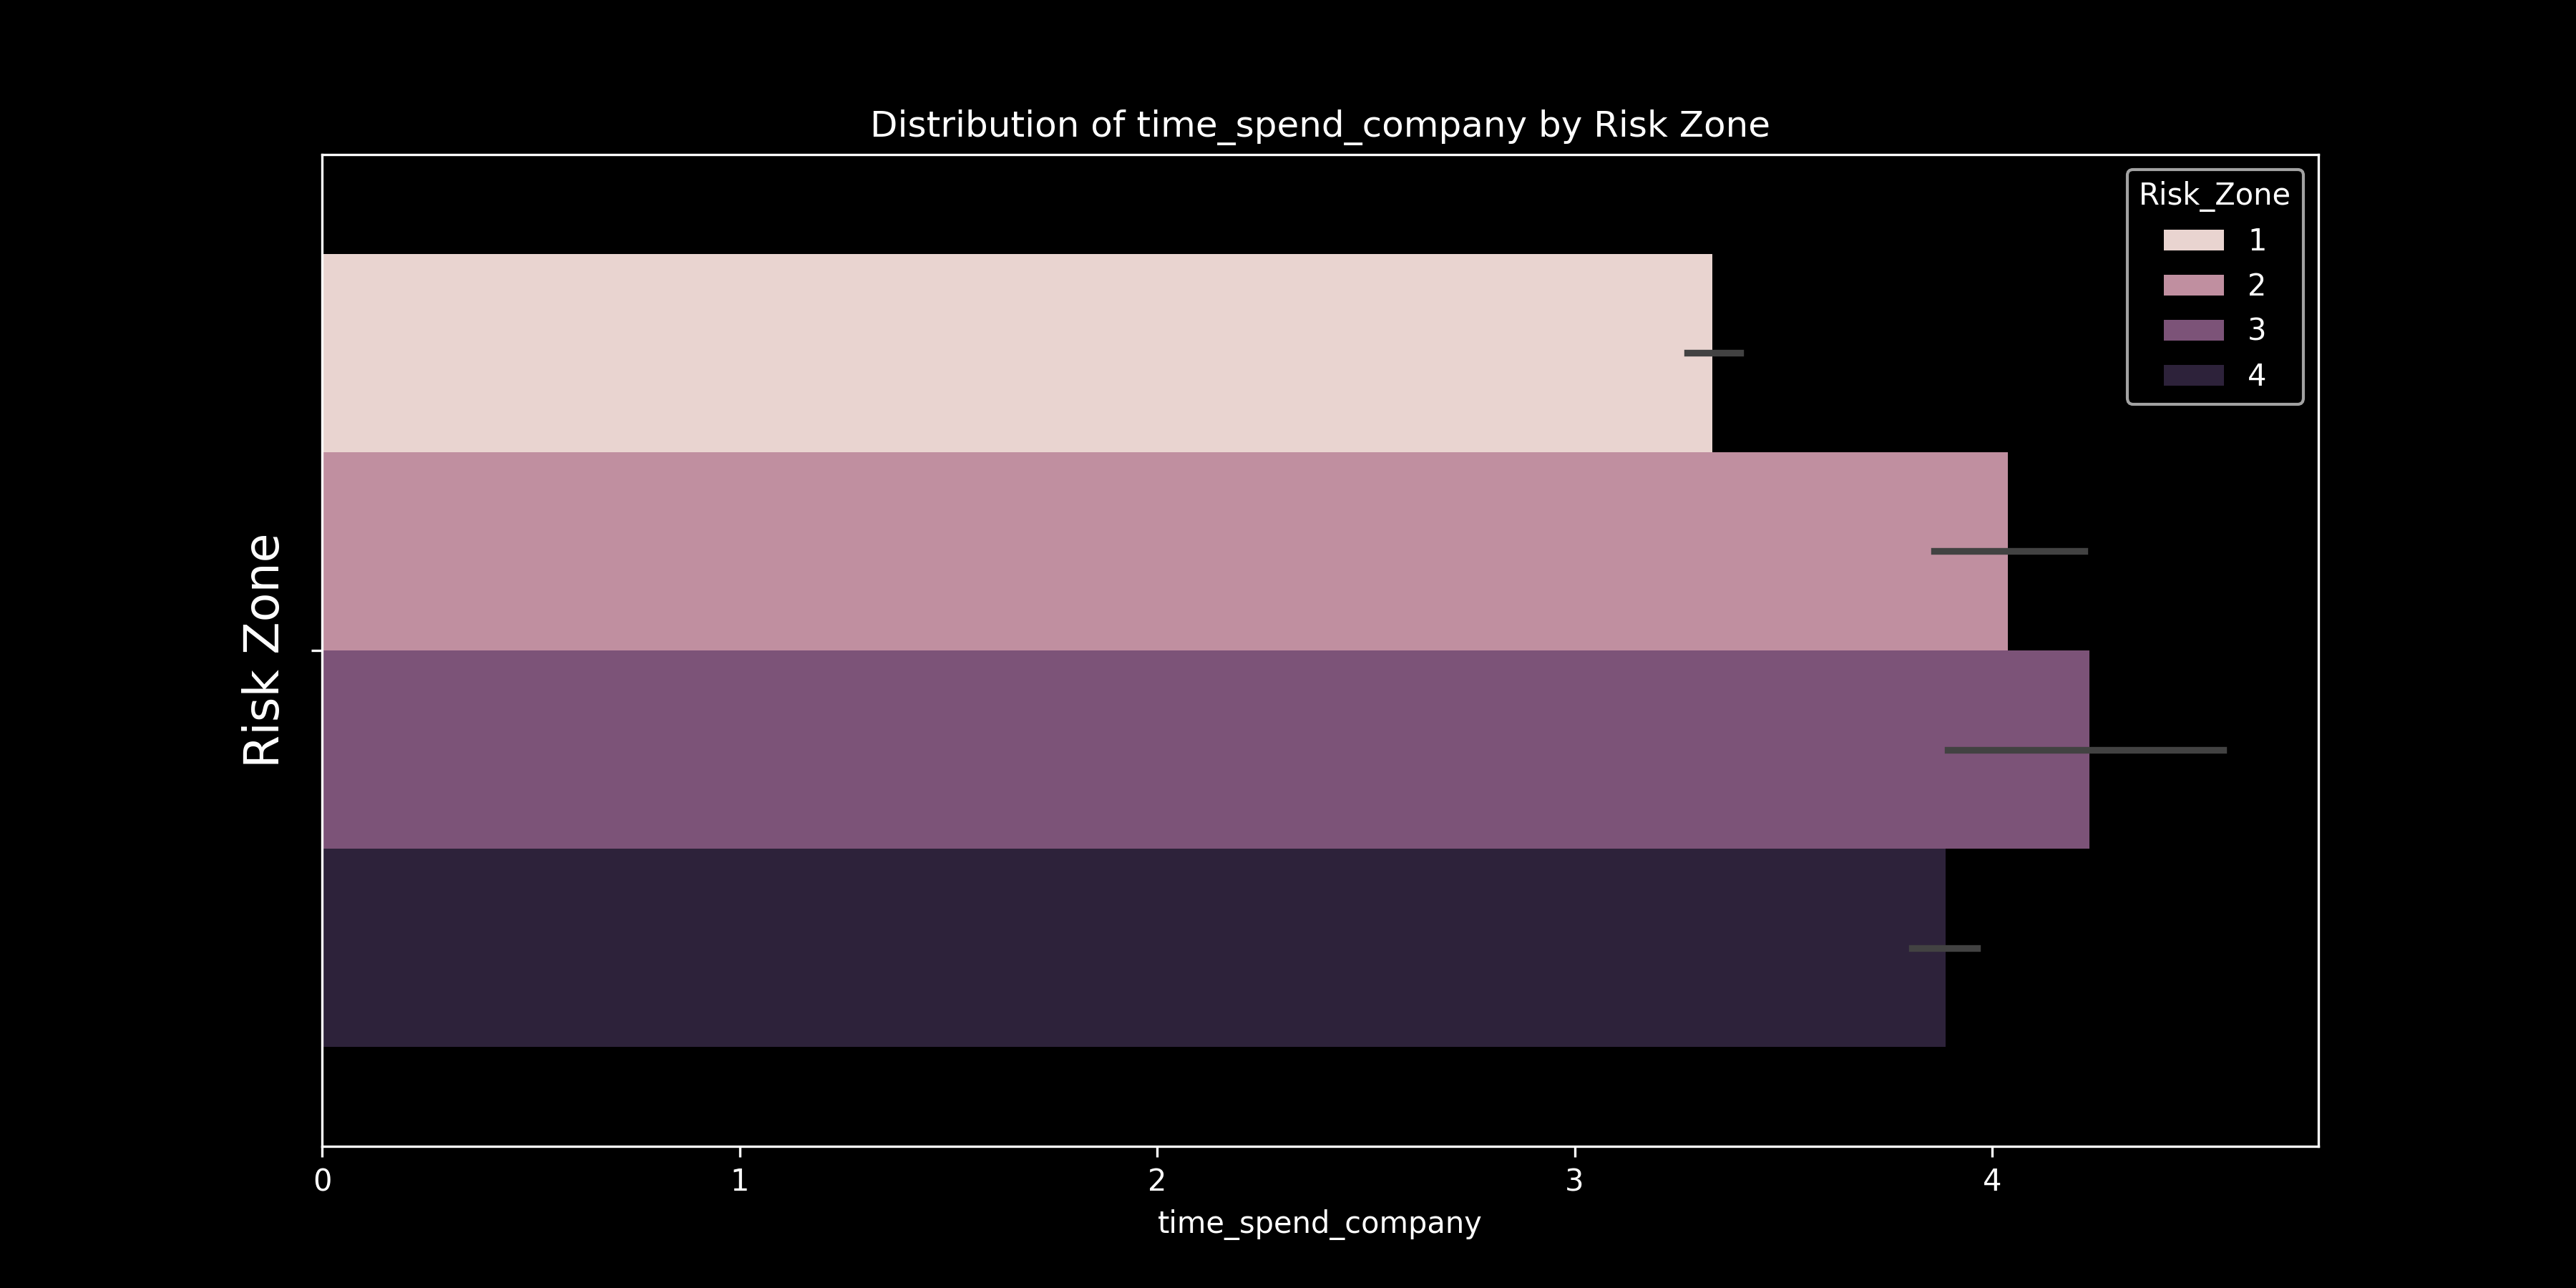 Distribution of time_spend_company by Risk Zone
Risk_Zone
1
2
3
4
Risk Zone
0 1 2 3 4
time_spend_company